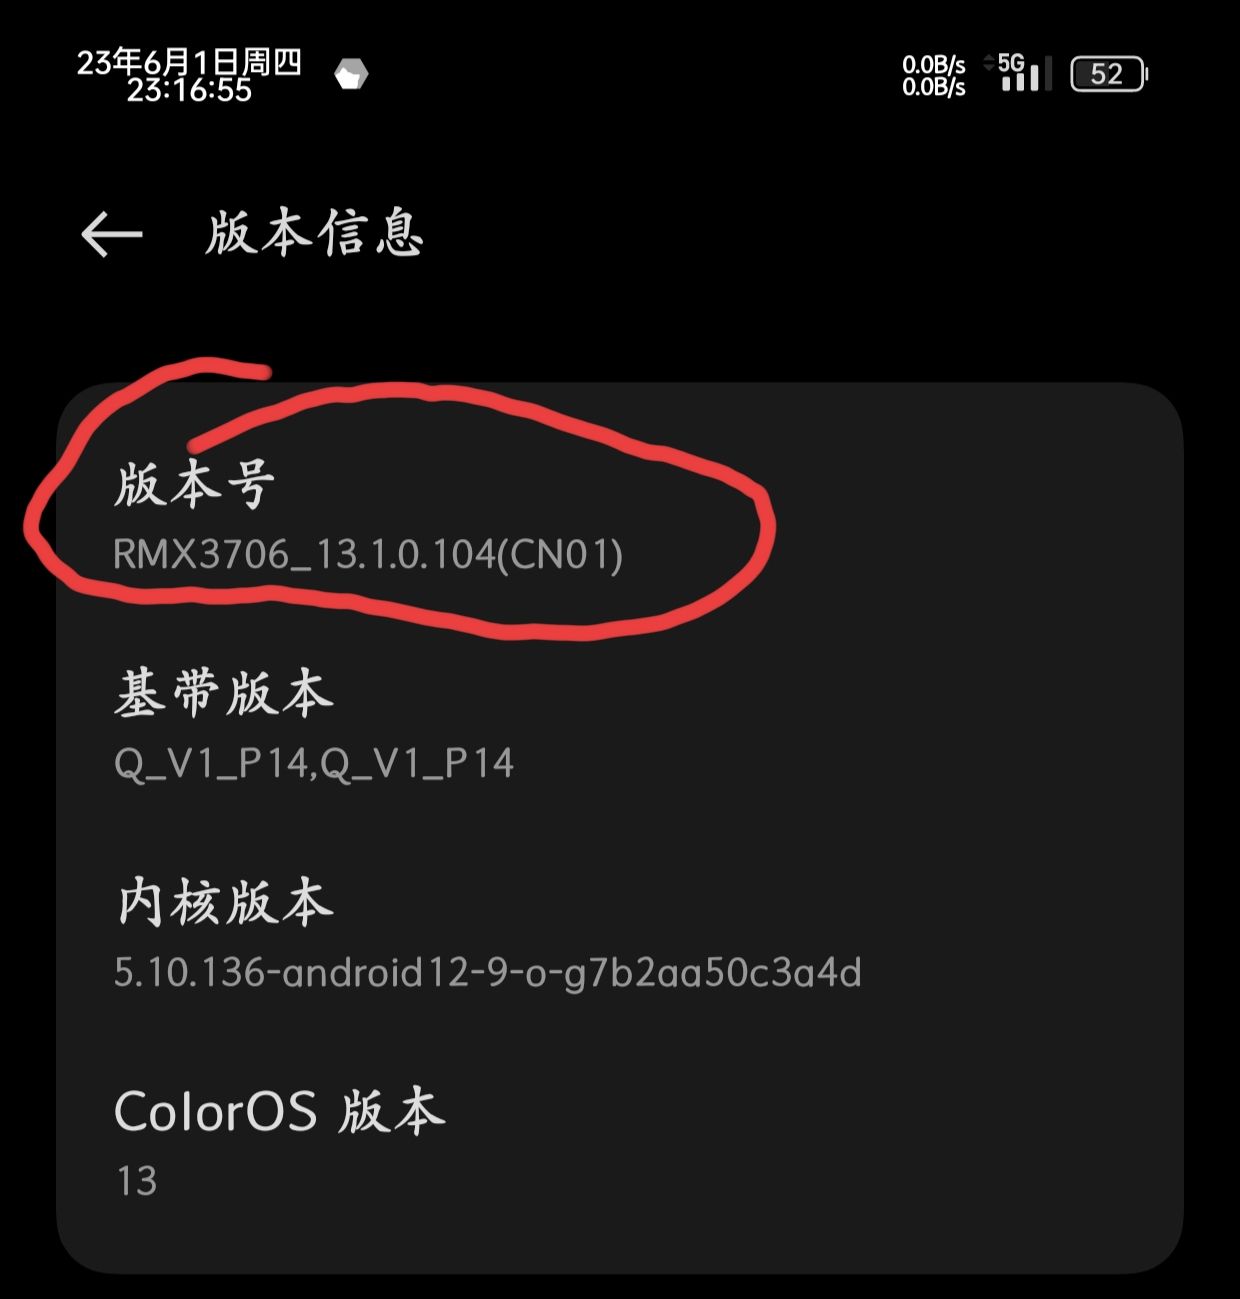 23年6月1日周四
23:16:55
0.0B/s
0.0B/s
5G
52
版本信息
版本号
RMX3706_13.1.0.104(CN01)
基带版本
Q_V1_P14,Q_V1_P14
内核版本
5.10.136-android12-9-o-g7b2aa50c3a4d
ColorOS 版本
13